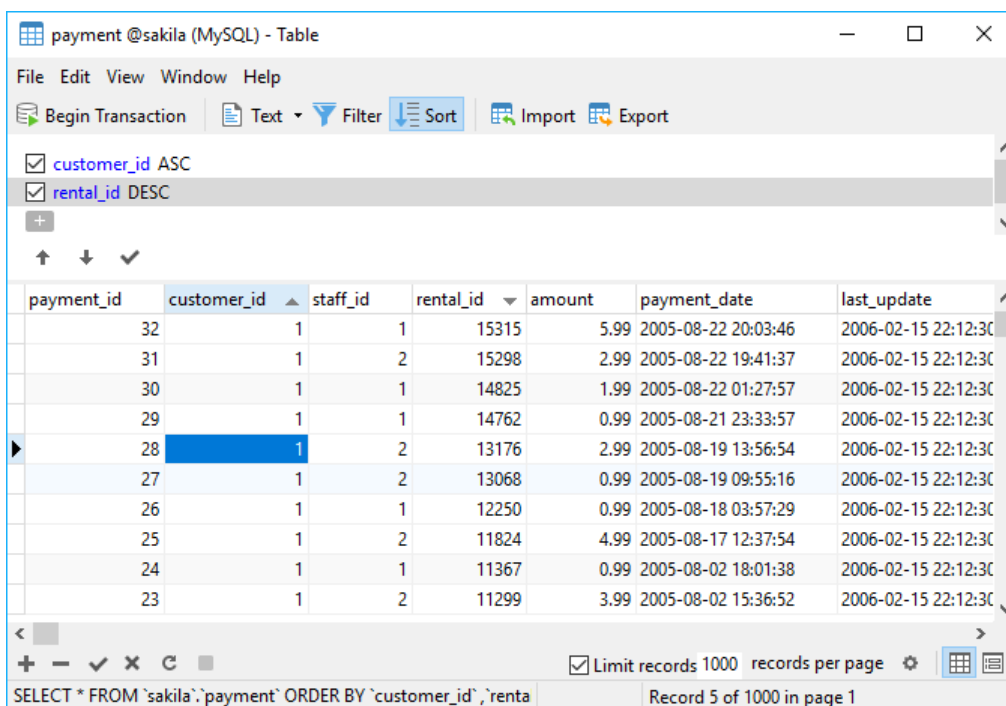 payment @sakila (MySQL) - Table
File Edit View Window Help
Begin Transaction Text Filter Sort Import Export
customer_id ASC
rental_id DESC
payment_id customer_id staff_id rental_id amount payment_date last_update
32 1 1 15315 5.99 2005-08-22 20:03:46 2006-02-15 22:12:30
31 1 2 15298 2.99 2005-08-22 19:41:37 2006-02-15 22:12:30
30 1 1 14825 1.99 2005-08-22 01:27:57 2006-02-15 22:12:30
29 1 1 14762 0.99 2005-08-21 23:33:57 2006-02-15 22:12:30
28 1 2 13176 2.99 2005-08-19 13:56:54 2006-02-15 22:12:30
27 1 2 13068 0.99 2005-08-19 09:55:16 2006-02-15 22:12:30
26 1 1 12250 0.99 2005-08-18 03:57:29 2006-02-15 22:12:30
25 1 2 11824 4.99 2005-08-17 12:37:54 2006-02-15 22:12:30
24 1 1 11367 0.99 2005-08-02 18:01:38 2006-02-15 22:12:30
23 1 2 11299 3.99 2005-08-02 15:36:52 2006-02-15 22:12:30
Limit records 1000 records per page
SELECT * FROM `sakila`.`payment` ORDER BY `customer_id`,`renta Record 5 of 1000 in page 1